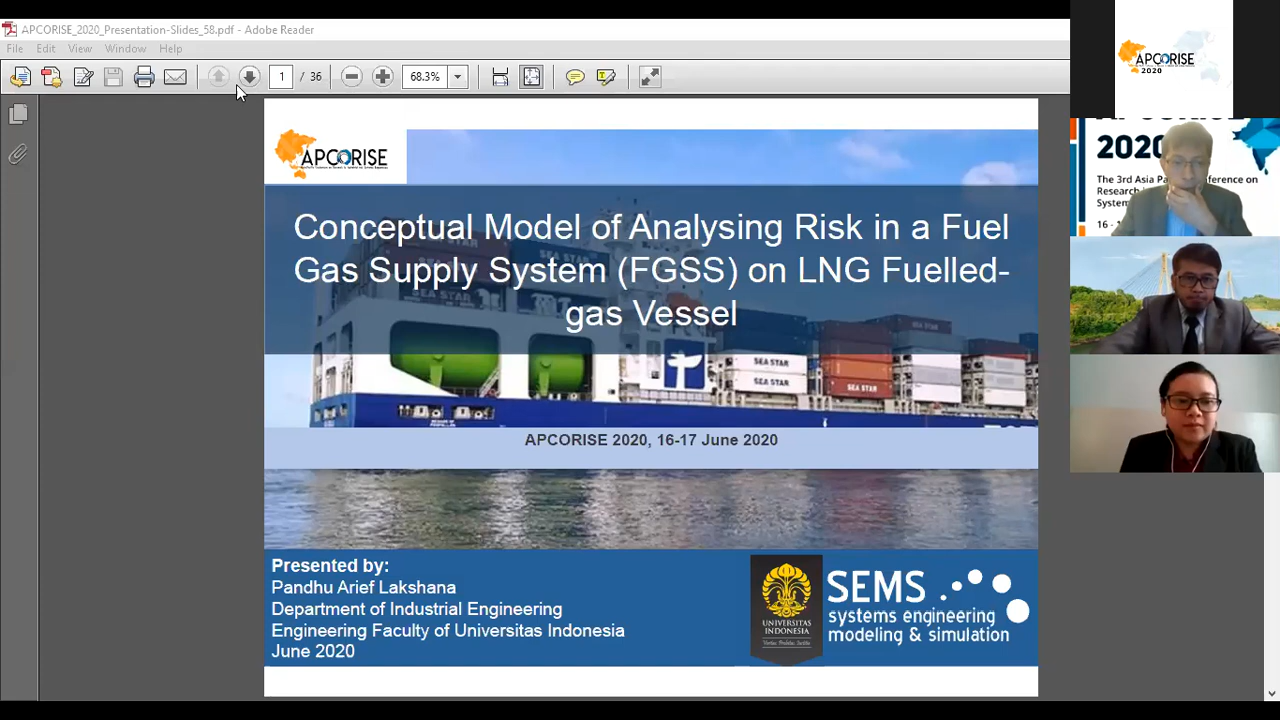 APCORISE_2020_Presentation-Slides_58.pdf - Adobe Reader
File Edit View Window Help
1 / 36 68.3%
APCORISE
Conceptual Model of Analysing Risk in a Fuel
Gas Supply System (FGSS) on LNG Fuelled-
gas Vessel
SEA STAR
SEA STAR
SEA STAR
APCORISE 2020, 16-17 June 2020
Presented by:
Pandhu Arief Lakshana
Department of Industrial Engineering
Engineering Faculty of Universitas Indonesia
June 2020
UNIVERSITAS
INDONESIA
SEMS
systems engineering
modeling & simulation
APCORISE
2020
2020
The 3rd Asia Pa
ference on
Research
System
16 - 1